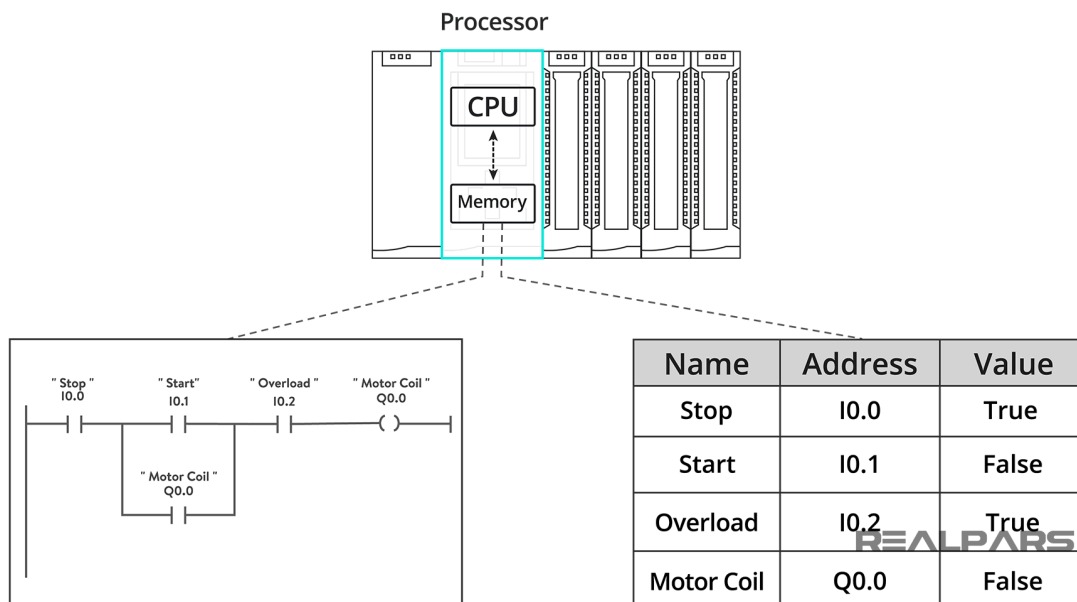 Processor
CPU
Memory
" Stop "
I0.0
" Start"
I0.1
" Overload "
I0.2
" Motor Coil "
Q0.0
" Motor Coil "
Q0.0
Name Address Value
Stop I0.0 True
Start I0.1 False
Overload I0.2 True
REALPARS
Motor Coil Q0.0 False